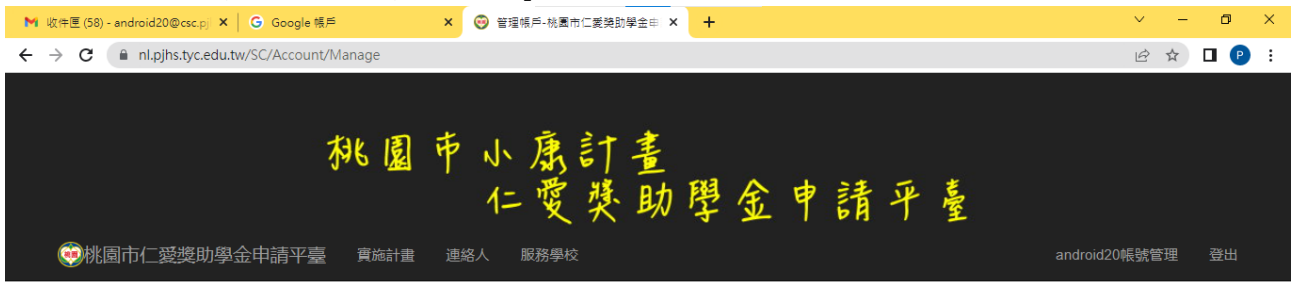 收件匣 (58) - android20@csc.pj
Google 帳戶
管理帳戶-桃園市仁愛獎助學金申
nl.pjhs.tyc.edu.tw/SC/Account/Manage
P
桃園市小康計畫
仁愛獎助學金申請平臺
桃園市仁愛獎助學金申請平臺 實施計畫 連絡人 服務學校 android20帳號管理 登出